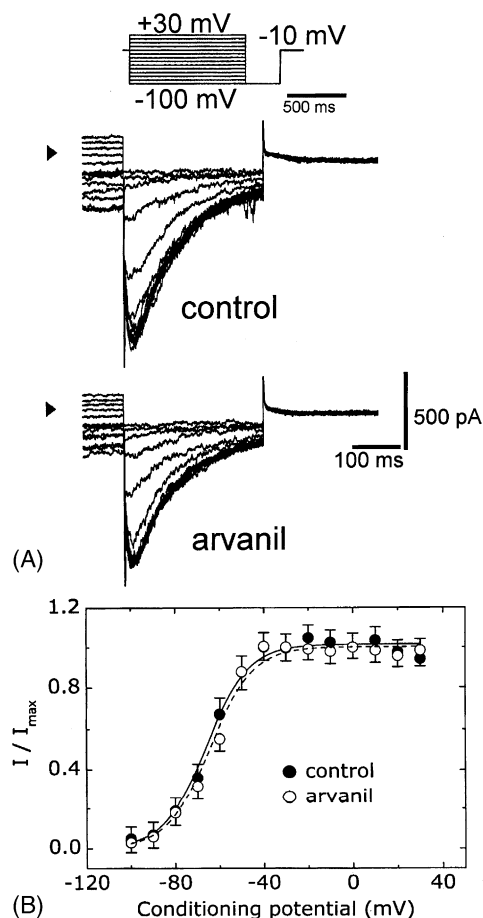 +30 mV
-10 mV
-100 mV
500 ms
control
500 pA
100 ms
arvanil
(A)
1.2
0.8
0.4
0.0
I / Imax
control
arvanil
-120 -80 -40 0 40
Conditioning potential (mV)
(B)